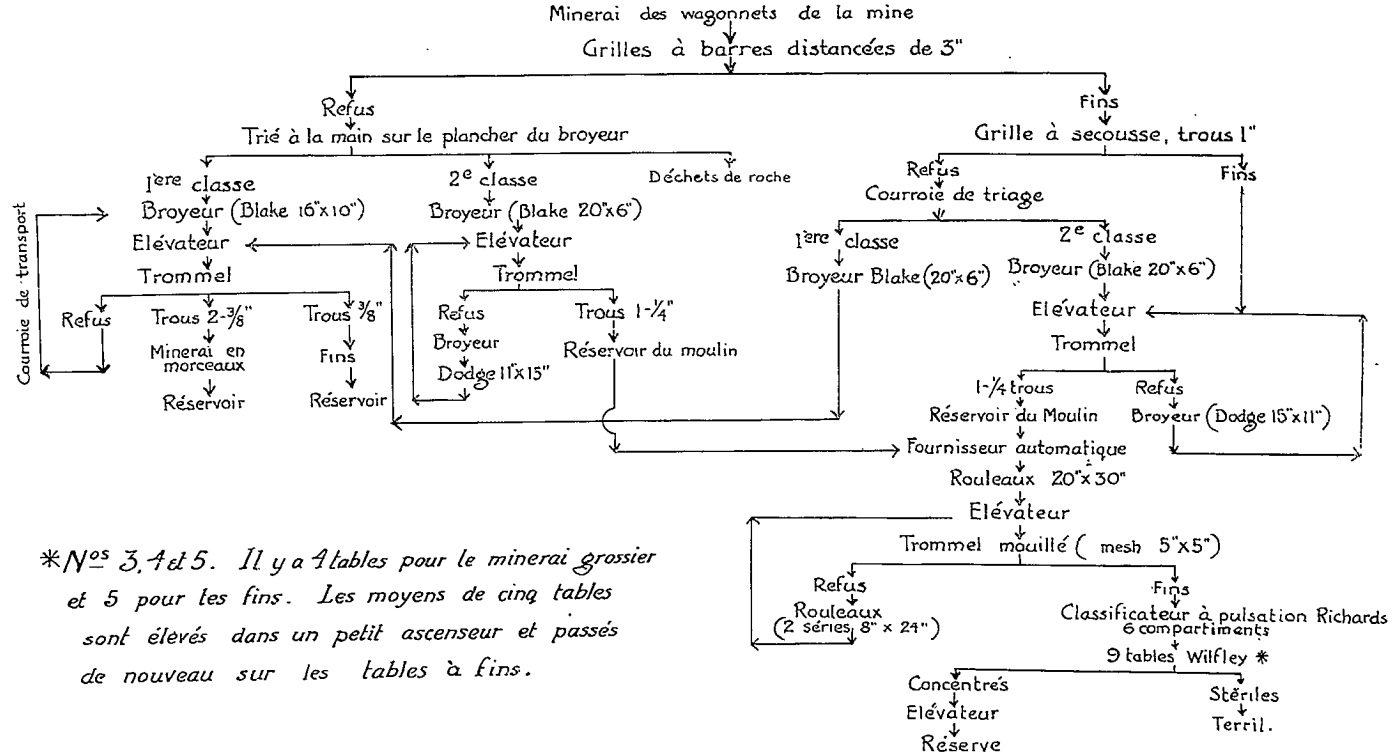 Minerai des wagonnets de la mine
Grilles à barres distancées de 3"
Refus
Fins
Trié à la main sur le plancher du broyeur
Grille à secousse, trous 1"
1ère classe
2e classe
Déchets de roche
Refus
Fins
Courroie de triage
Broyeur (Blake 16"x10")
Broyeur (Blake 20"x6")
Courroie de transport
Elévateur
Elévateur
1ère classe
2e classe
Trommel
Trommel
Broyeur Blake (20"x6")
Broyeur (Blake 20"x6")
Refus
Trous 2-3/8"
Trous 3/8"
Refus
Trous 1-1/4"
Elévateur
Minerai en
morceaux
Fins
Broyeur
Réservoir du moulin
Trommel
Réservoir
Réservoir
Dodge 11"x15"
1-1/4 trous
Refus
Réservoir du Moulin
Broyeur (Dodge 15"x11")
Fournisseur automatique
Rouleaux 20"x30"
Elévateur
Trommel mouillé ( mesh 5"x5")
Refus
Fins
Rouleaux
(2 séries 8" x 24")
Classificateur à pulsation Richards
6 compartiments
9 tables Wilfley *
Concentrés
Stériles
Elévateur
Terril.
Réserve
*Nos 3, 4 et 5. Il y a 4 tables pour le minerai grossier
et 5 pour les fins. Les moyens de cinq tables
sont élevés dans un petit ascenseur et passés
de nouveau sur les tables à fins.